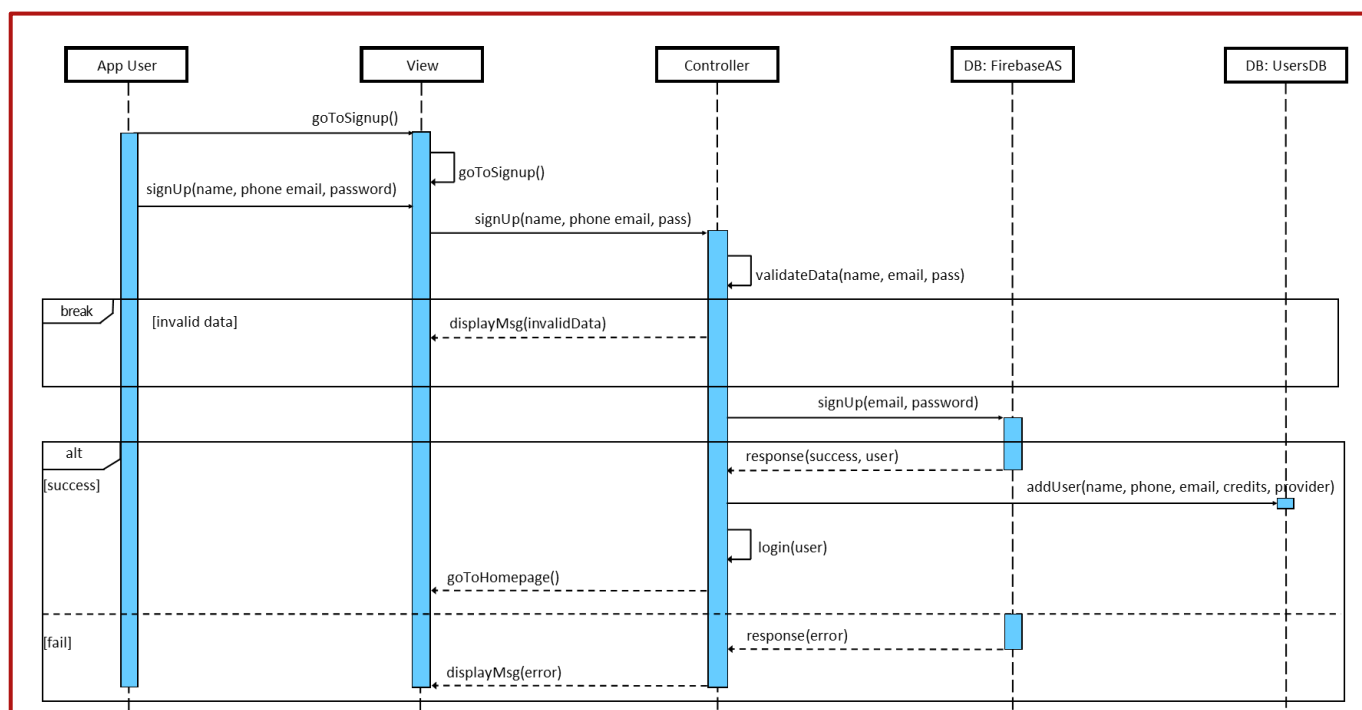 App User
View
Controller
DB: FirebaseAS
DB: UsersDB
goToSignup()
goToSignup()
signUp(name, phone email, password)
signUp(name, phone email, pass)
validateData(name, email, pass)
break
[invalid data]
displayMsg(invalidData)
signUp(email, password)
alt
response(success, user)
[success]
addUser(name, phone, email, credits, provider)
login(user)
goToHomepage()
[fail]
response(error)
displayMsg(error)